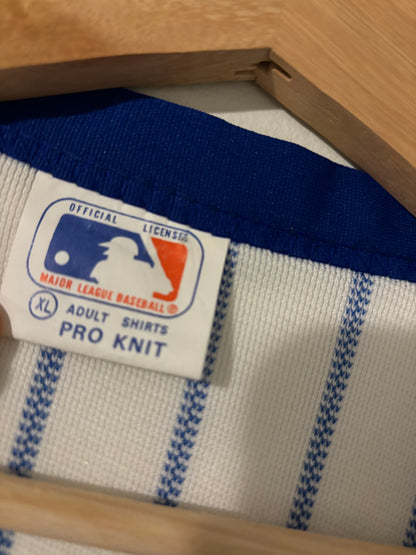 OFFICIAL LICENSEE
MAJOR LEAGUE BASEBALL®
XL ADULT SHIRTS
PRO KNIT